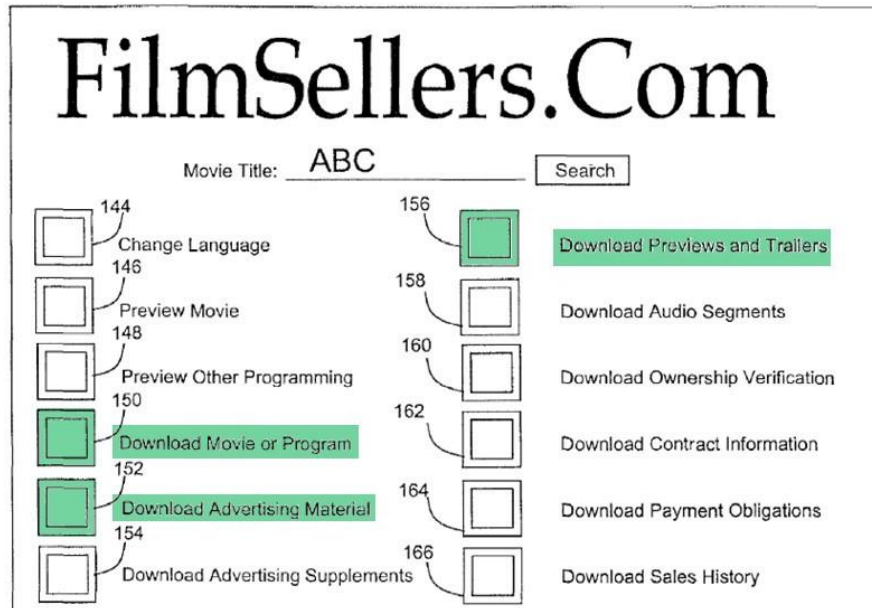 FilmSellers.Com
Movie Title: ABC Search
144
Change Language
146
Preview Movie
148
Preview Other Programming
150
Download Movie or Program
152
Download Advertising Material
154
Download Advertising Supplements
156
Download Previews and Trailers
158
Download Audio Segments
160
Download Ownership Verification
162
Download Contract Information
164
Download Payment Obligations
166
Download Sales History